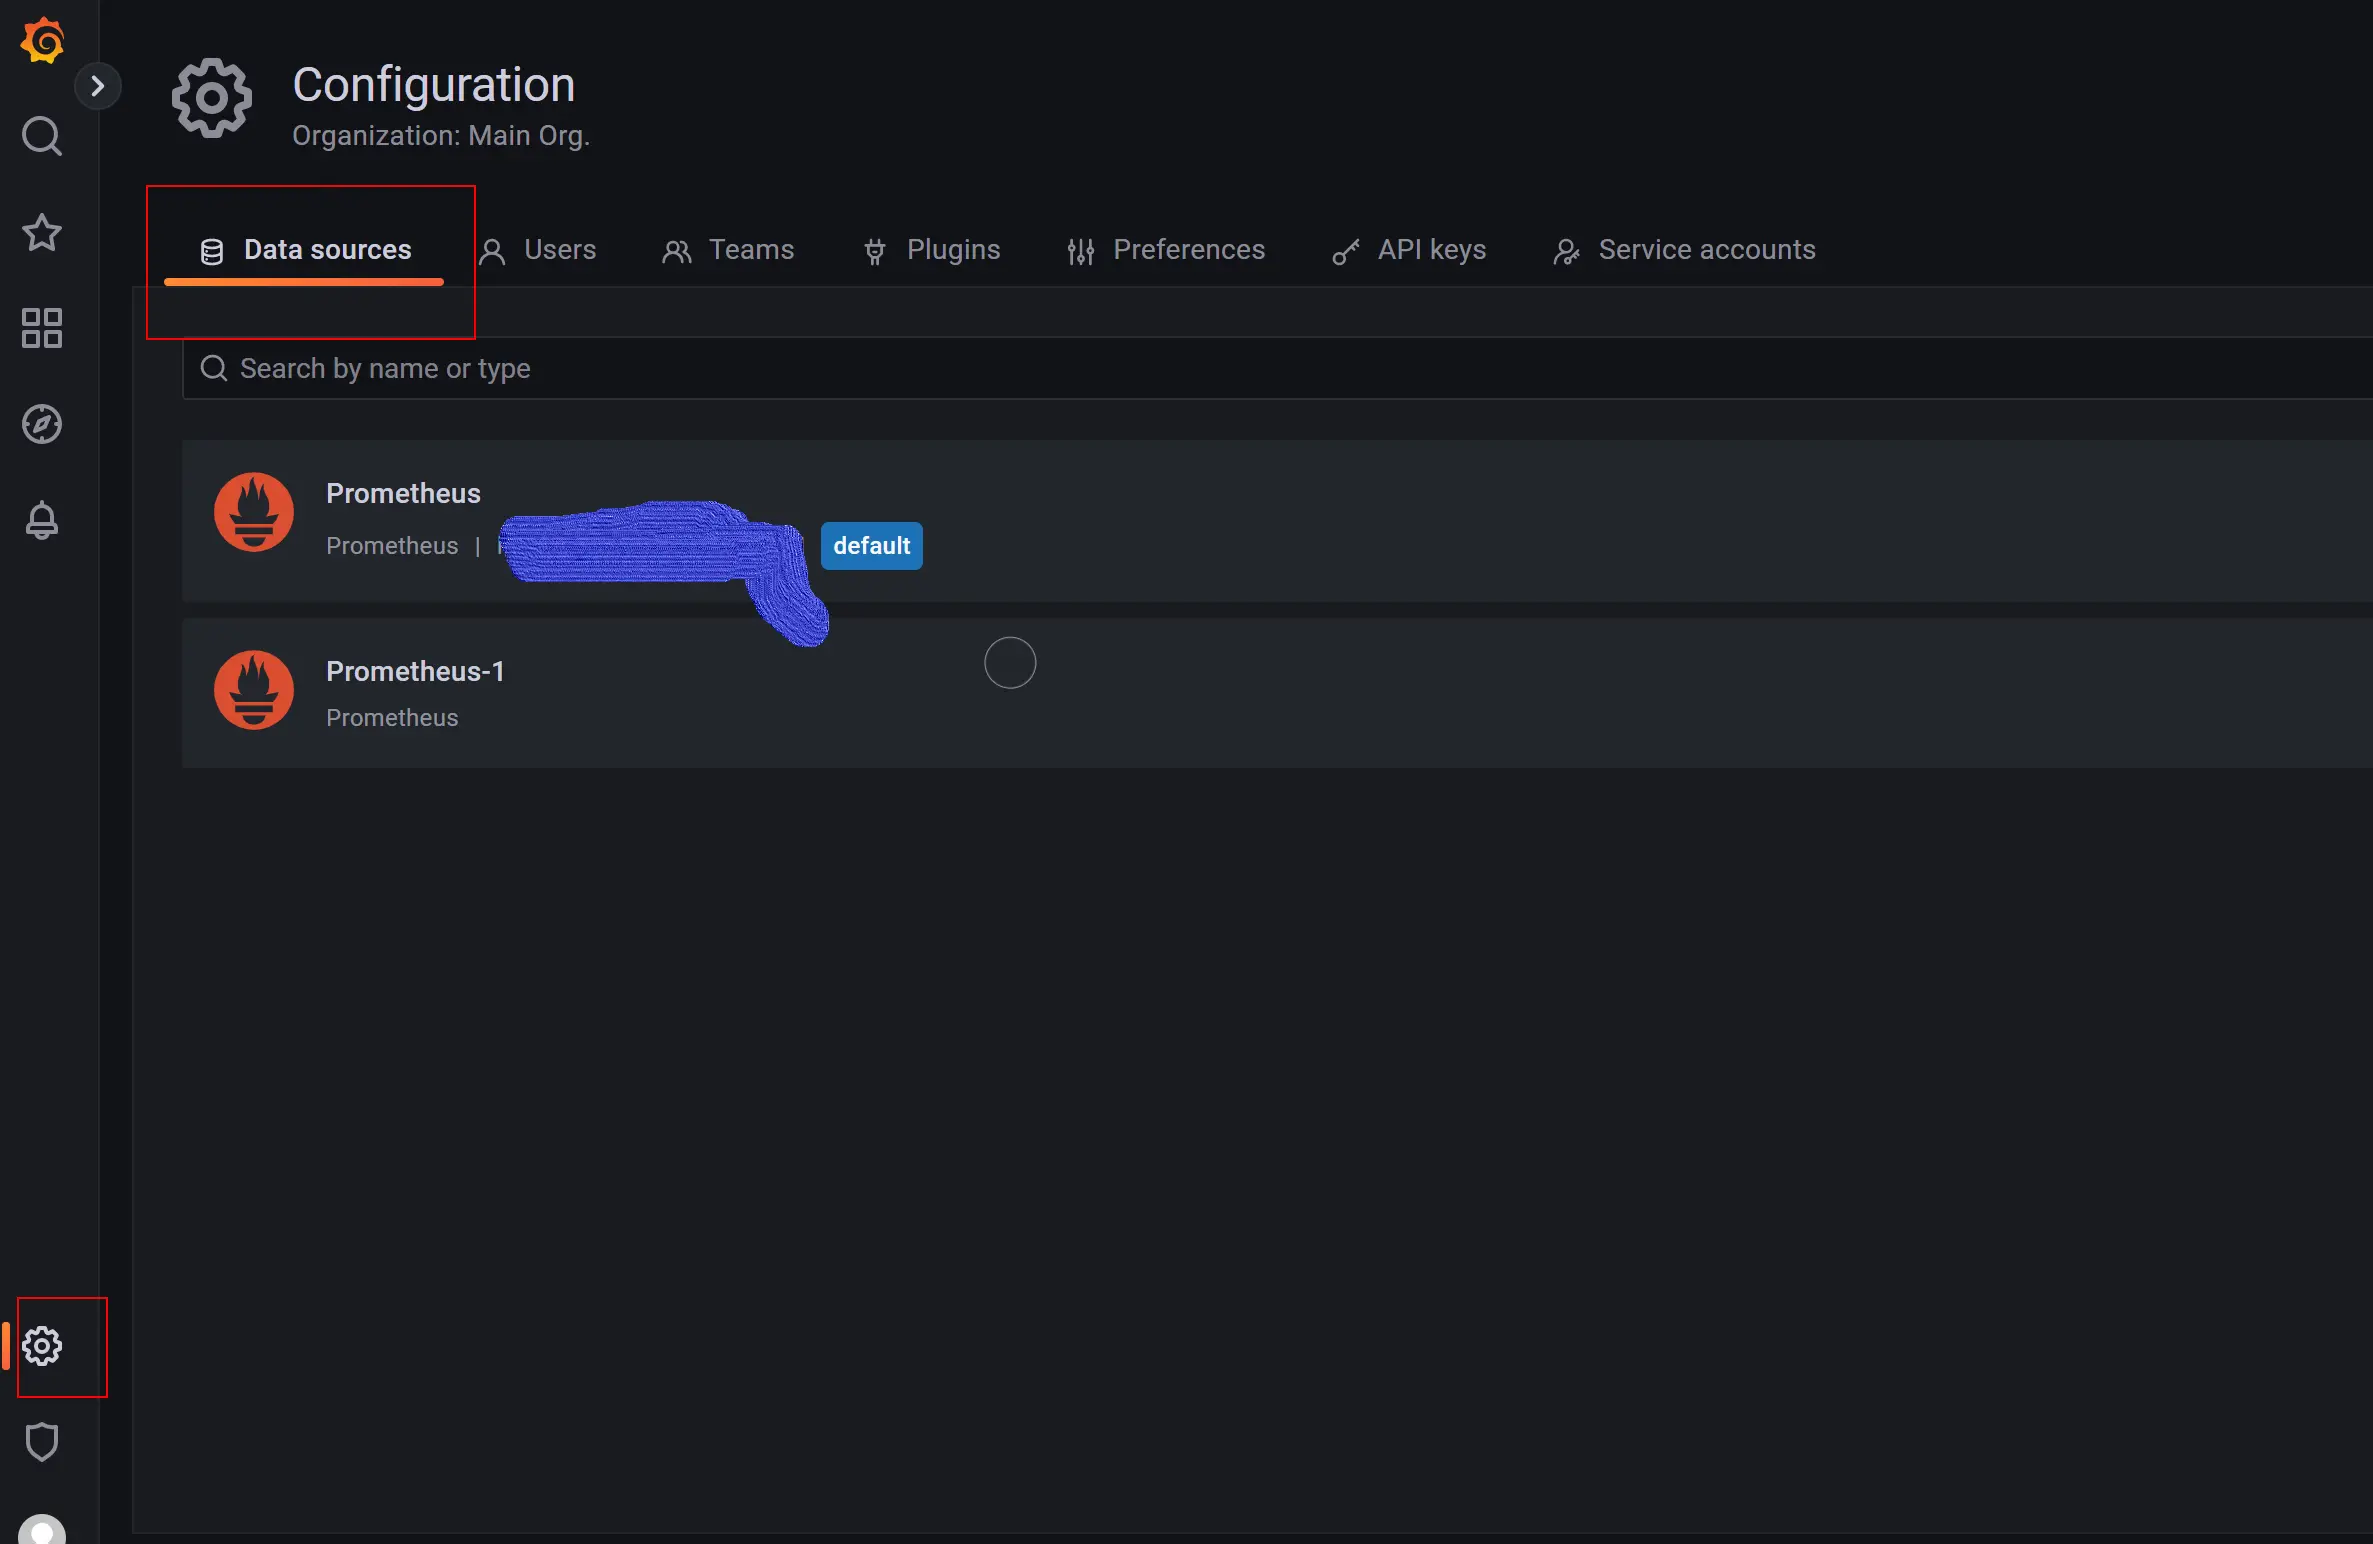 Configuration
Organization: Main Org.
Data sources Users Teams Plugins Preferences API keys Service accounts
Search by name or type
Prometheus
Prometheus | default
Prometheus-1
Prometheus